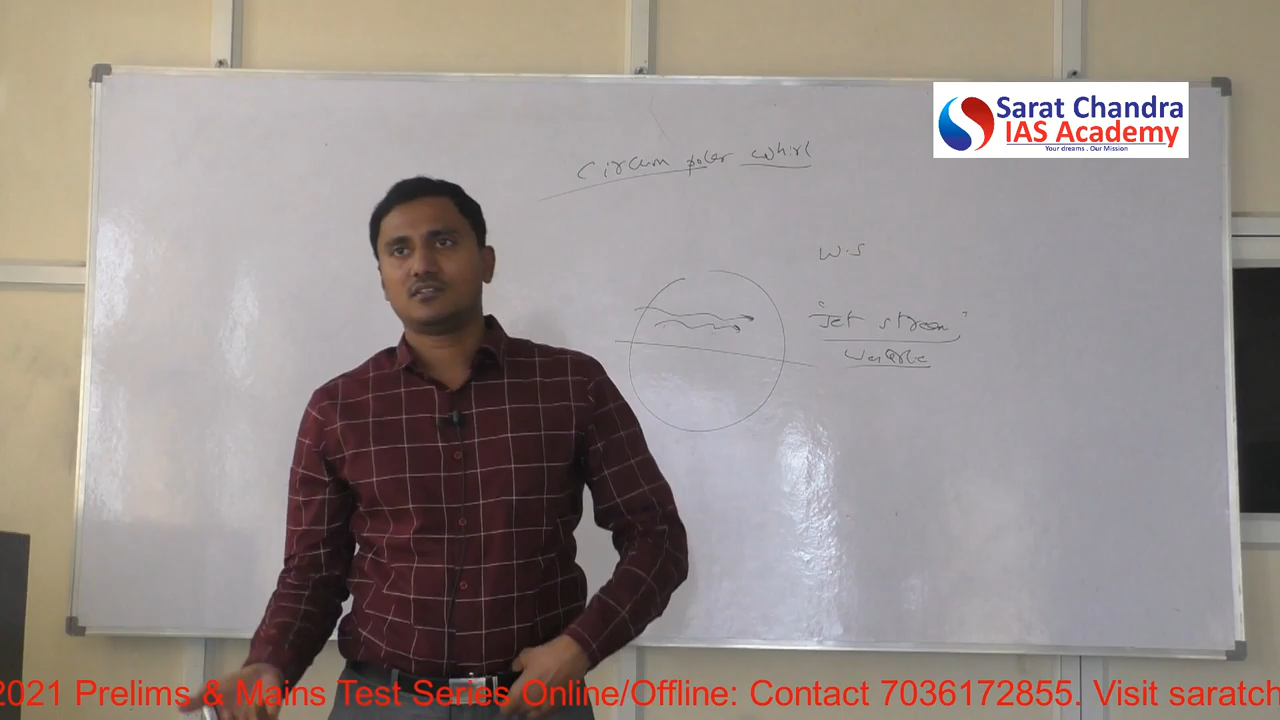 Sarat Chandra
IAS Academy
Your dreams . Our Mission
Circum poler whirl
W.S
"Jet stream"
2021 Prelims & Mains Test Series Online/Offline: Contact 7036172855. Visit saratch